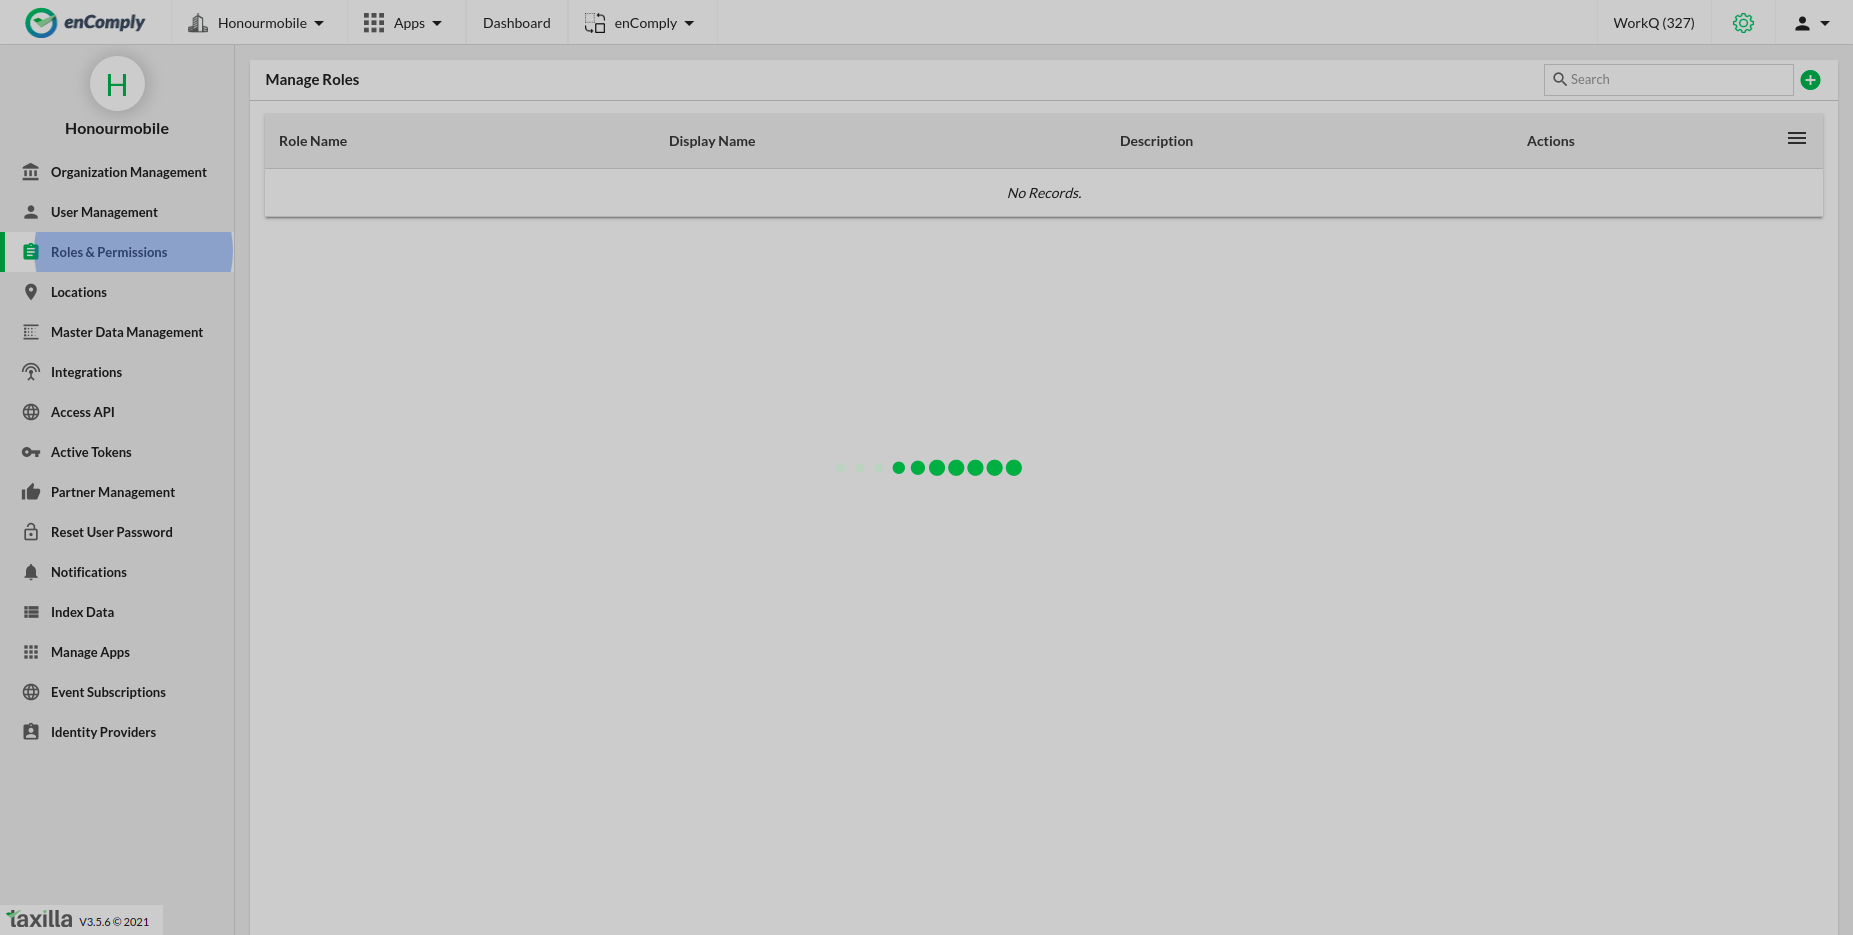 enComply
Honourmobile
Apps
Dashboard
enComply
WorkQ (327)
H
Honourmobile
Organization Management
User Management
Roles & Permissions
Locations
Master Data Management
Integrations
Access API
Active Tokens
Partner Management
Reset User Password
Notifications
Index Data
Manage Apps
Event Subscriptions
Identity Providers
taxilla V3.5.6 © 2021
Manage Roles
Search
Role Name Display Name Description Actions
No Records.